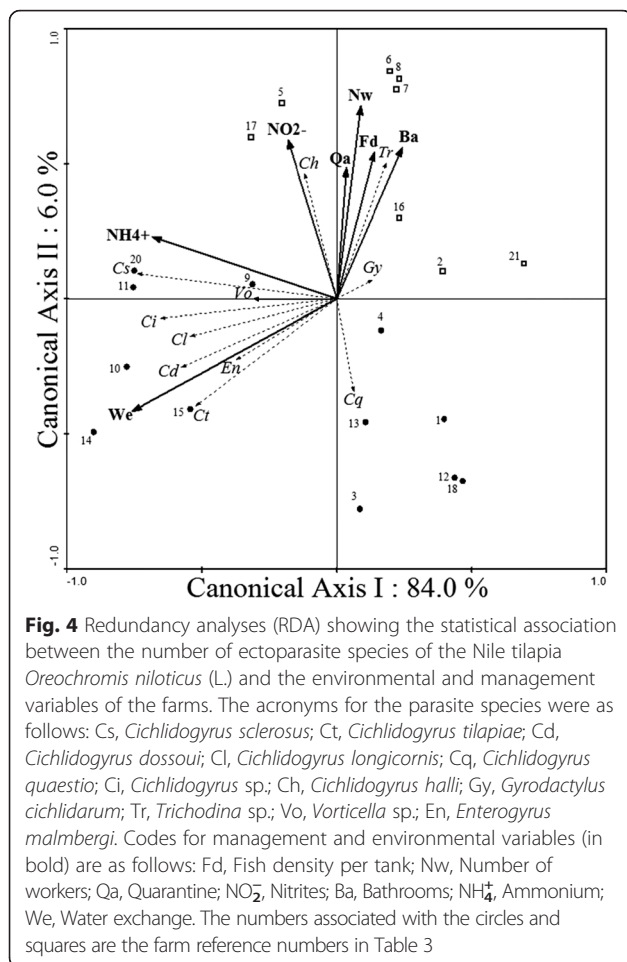 1.0
6
8
7
5
Nw
17
NO2-
Ba
Fd
Tr
Qa
Ch
16
NH4+
20
Cs
9
Gy
2
21
11
Vo
Ci
4
Cl
10
Cd
En
Cq
We
15
Ct
14
13
1
12
18
3
Canonical Axis II : 6.0 %
-1.0
-1.0
1.0
Canonical Axis I : 84.0 %
Fig. 4 Redundancy analyses (RDA) showing the statistical association
between the number of ectoparasite species of the Nile tilapia
Oreochromis niloticus (L.) and the environmental and management
variables of the farms. The acronyms for the parasite species were as
follows: Cs, Cichlidogyrus sclerosus; Ct, Cichlidogyrus tilapiae; Cd,
Cichlidogyrus dossoui; Cl, Cichlidogyrus longicornis; Cq, Cichlidogyrus
quaestio; Ci, Cichlidogyrus sp.; Ch, Cichlidogyrus halli; Gy, Gyrodactylus
cichlidarum; Tr, Trichodina sp.; Vo, Vorticella sp.; En, Enterogyrus
malmbergi. Codes for management and environmental variables (in
bold) are as follows: Fd, Fish density per tank; Nw, Number of
workers; Qa, Quarantine; NO₂⁻, Nitrites; Ba, Bathrooms; NH₄⁺, Ammonium;
We, Water exchange. The numbers associated with the circles and
squares are the farm reference numbers in Table 3